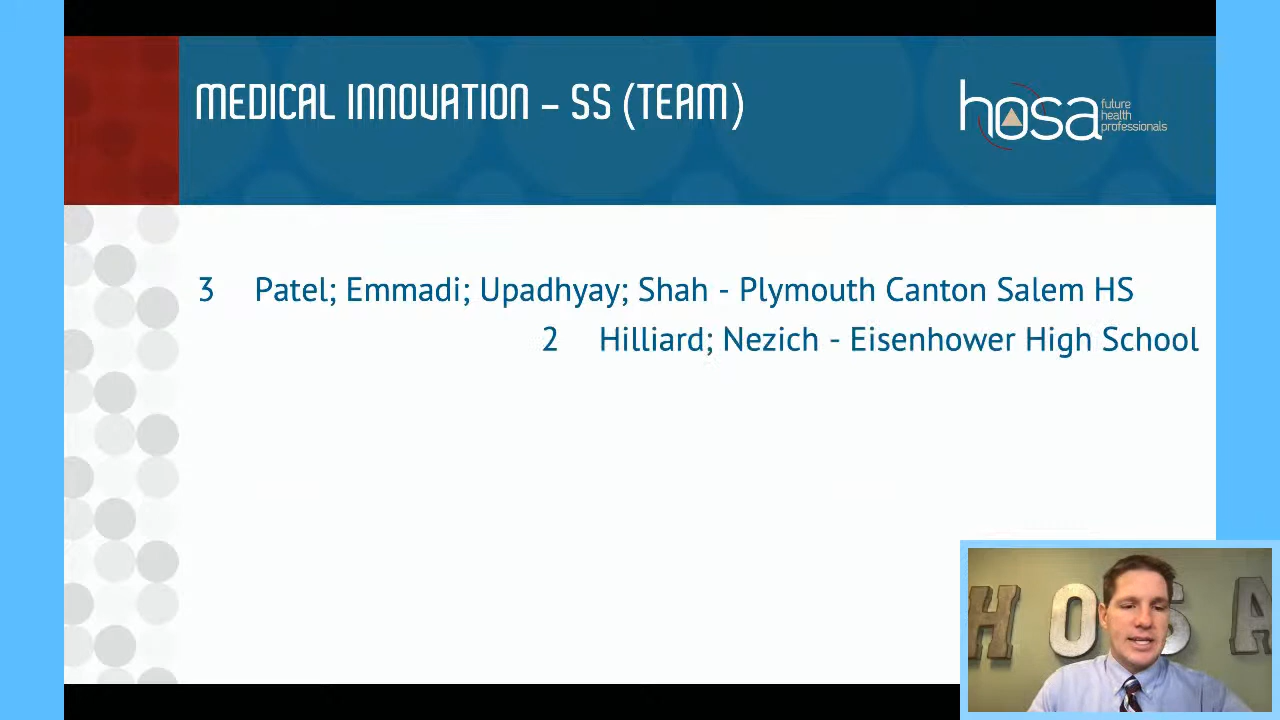 MEDICAL INNOVATION – SS (TEAM)
hosa
future
health
professionals
3 Patel; Emmadi; Upadhyay; Shah - Plymouth Canton Salem HS
2 Hilliard; Nezich - Eisenhower High School
HOSA